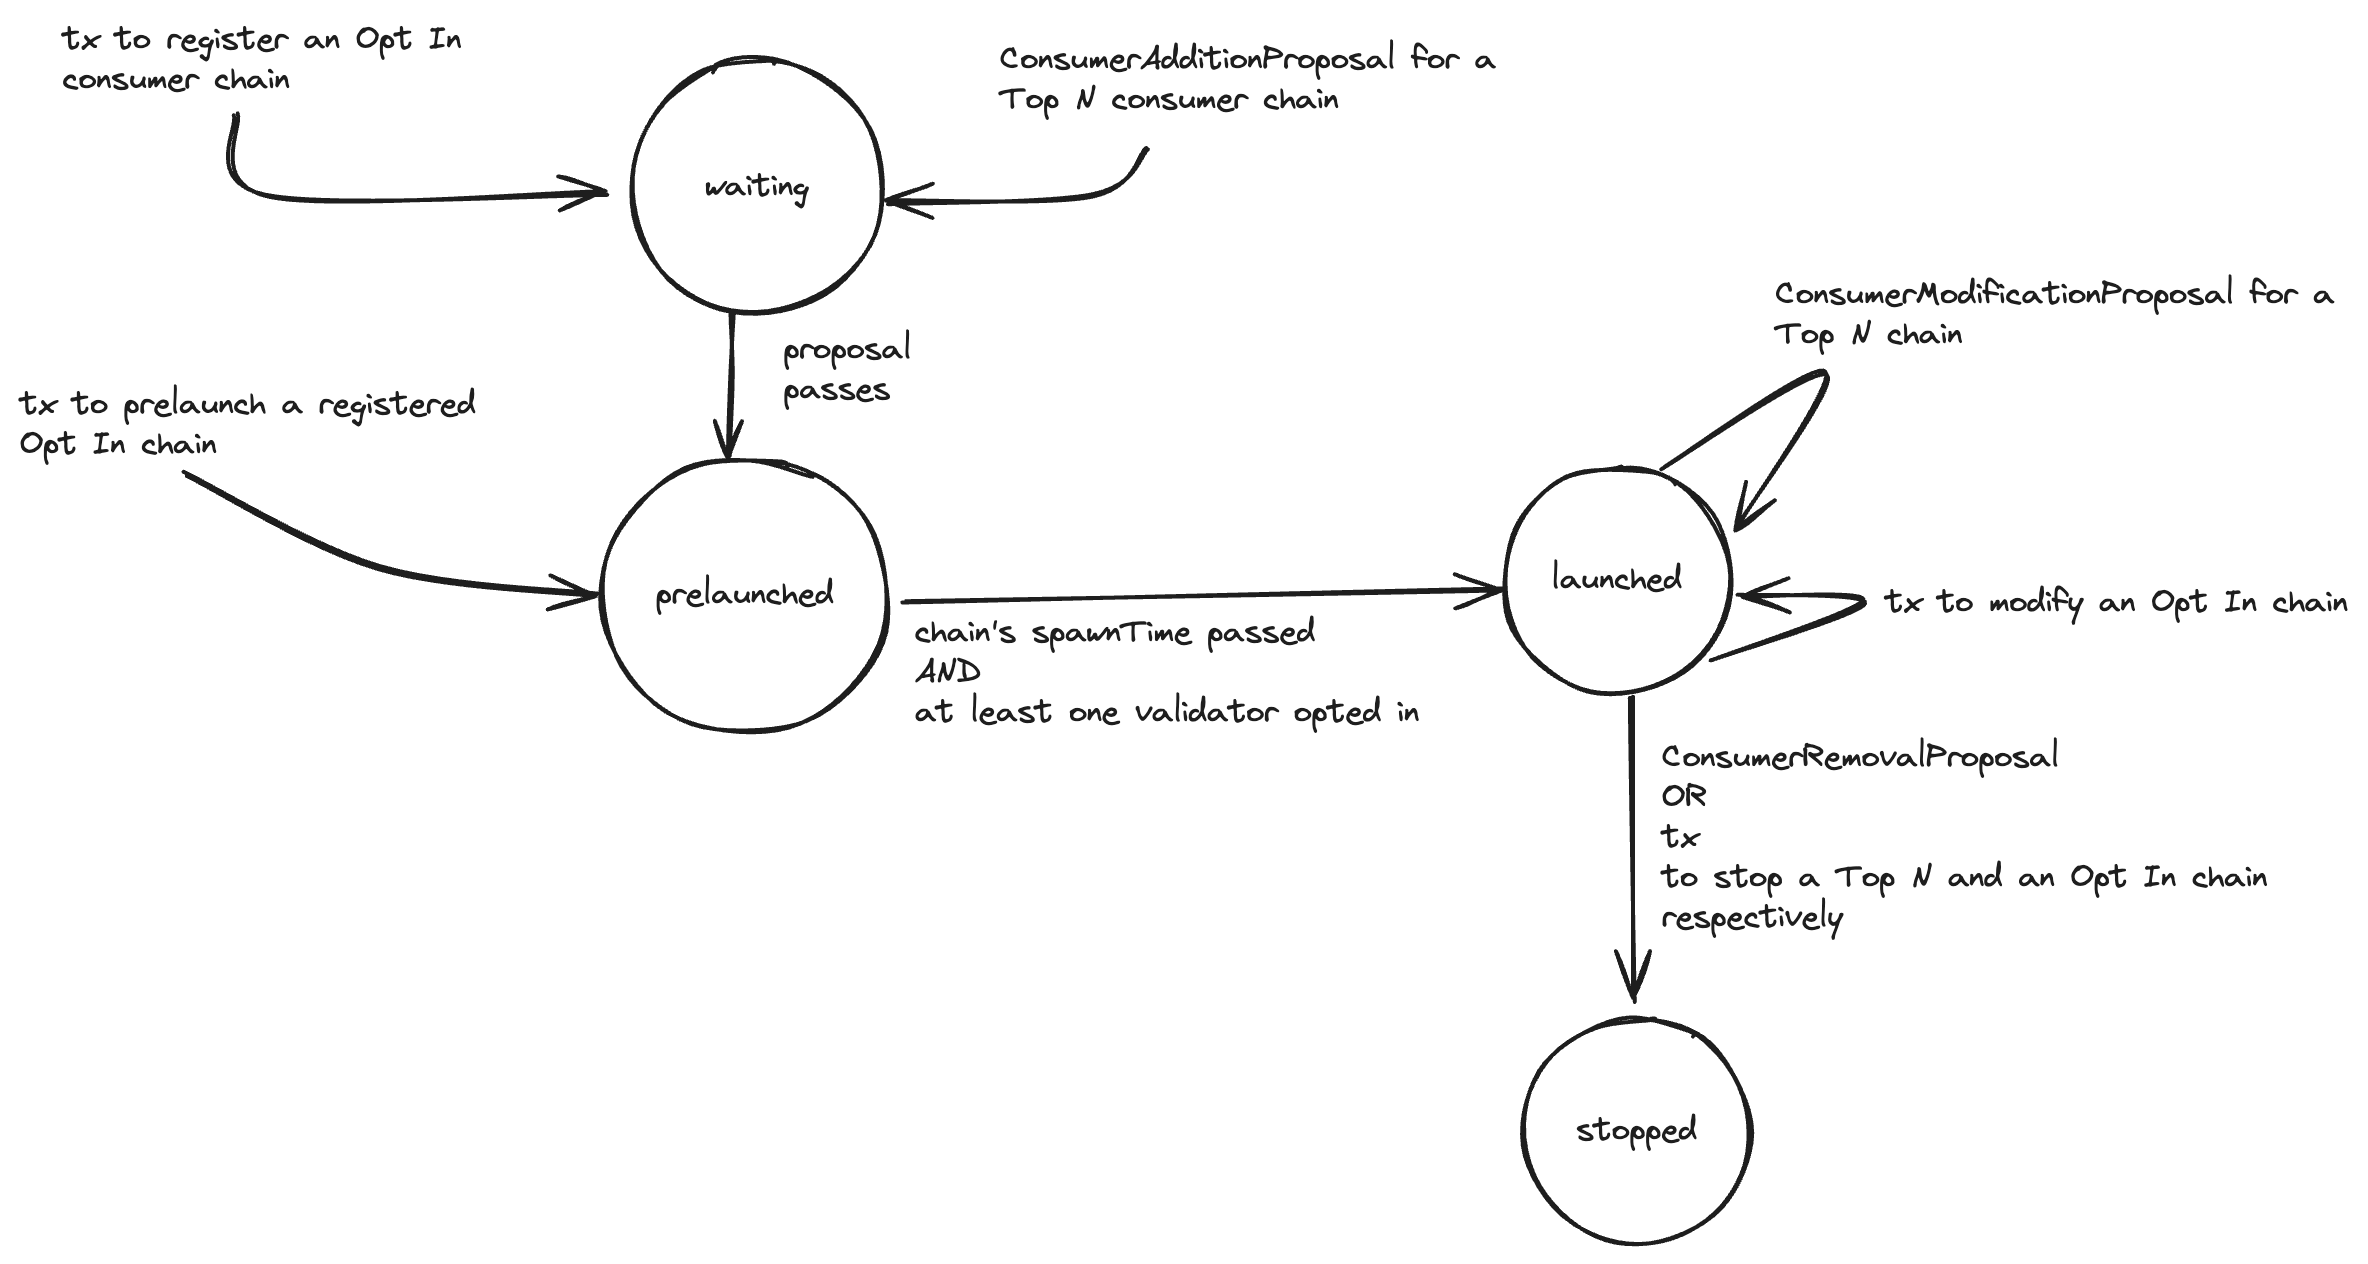 tx to register an Opt In
consumer chain
ConsumerAdditionProposal for a
Top N consumer chain
waiting
proposal
passes
ConsumerModificationProposal for a
Top N chain
tx to prelaunch a registered
Opt In chain
prelaunched
launched
tx to modify an Opt In chain
chain's spawnTime passed
AND
at least one validator opted in
ConsumerRemovalProposal
OR
tx
to stop a Top N and an Opt In chain
respectively
stopped